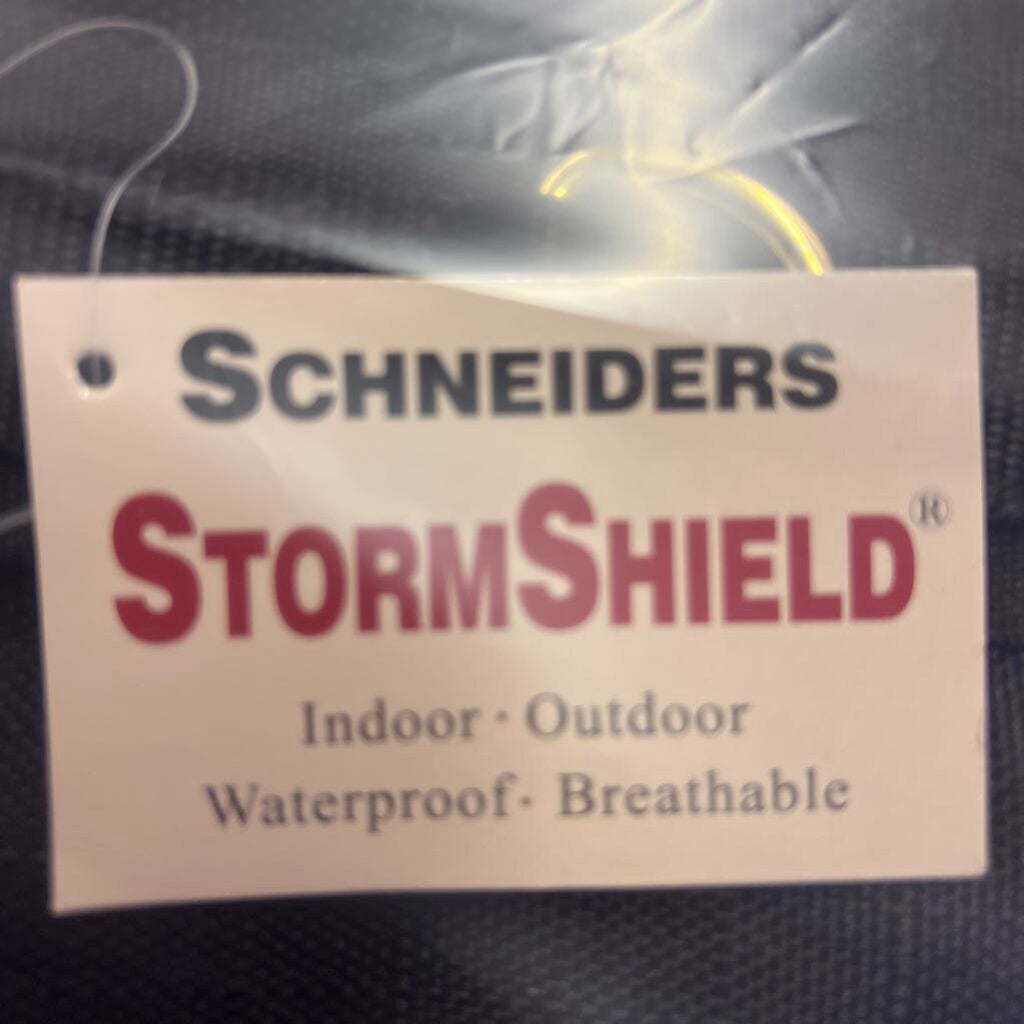 SCHNEIDERS
STORMSHIELD®
Indoor · Outdoor
Waterproof · Breathable